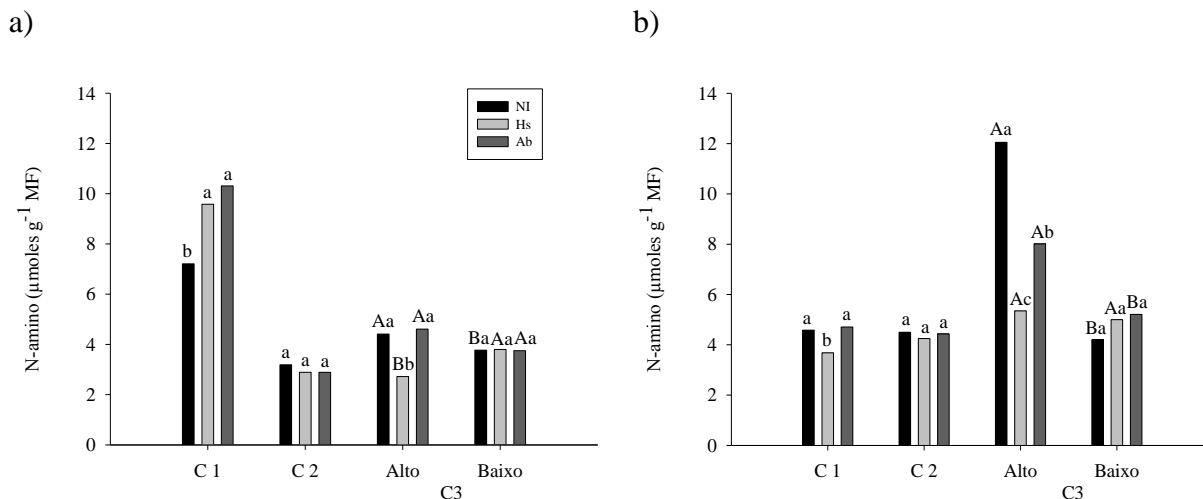 a)
14
12
10
8
6
4
2
0
N-amino (µmoles g-1 MF)
NI
Hs
Ab
b a a
a a a
Aa Bb Aa
Ba Aa Aa
C 1 C 2 Alto Baixo
C3
b)
14
12
10
8
6
4
2
0
N-amino (µmoles g-1 MF)
a b a
a a a
Aa Ac Ab
Ba Aa Ba
C 1 C 2 Alto Baixo
C3